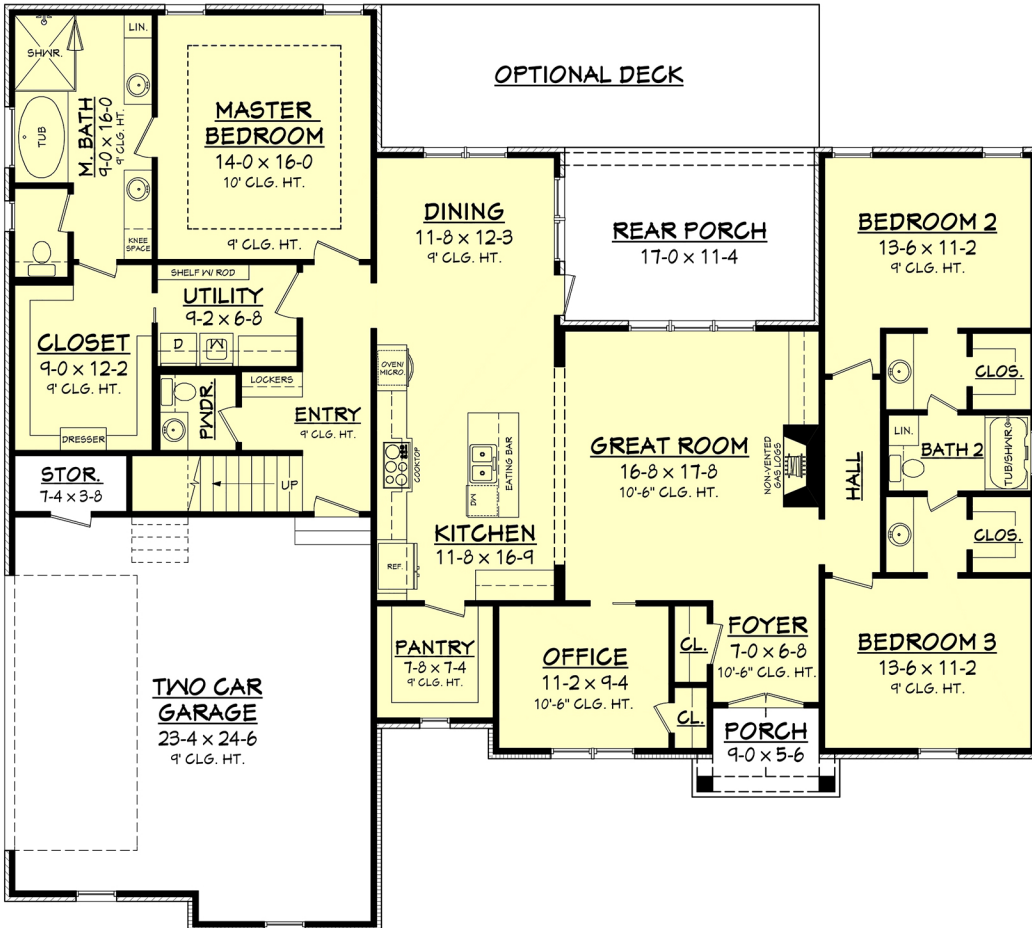 LIN.
SHWR.
TUB
M. BATH
9-0 x 16-0
9' CLG. HT.
KNEE
SPACE
MASTER
BEDROOM
14-0 x 16-0
10' CLG. HT.
9' CLG. HT.
OPTIONAL DECK
DINING
11-8 x 12-3
9' CLG. HT.
REAR PORCH
17-0 x 11-4
BEDROOM 2
13-6 x 11-2
9' CLG. HT.
SHELF W/ ROD
UTILITY
9-2 x 6-8
D
W
CLOSET
9-0 x 12-2
9' CLG. HT.
DRESSER
PWDR.
LOCKERS
ENTRY
9' CLG. HT.
OVEN/
MICRO.
COOKTOP
EATING BAR
DW
KITCHEN
11-8 x 16-9
REF.
GREAT ROOM
16-8 x 17-8
10'-6" CLG. HT.
NON-VENTED
GAS LOGS
HALL
CLOS.
LIN.
BATH 2
TUB/SHWR.
CLOS.
STOR.
7-4 x 3-8
UP
PANTRY
7-8 x 7-4
9' CLG. HT.
OFFICE
11-2 x 9-4
10'-6" CLG. HT.
CL.
CL.
FOYER
7-0 x 6-8
10'-6" CLG. HT.
BEDROOM 3
13-6 x 11-2
9' CLG. HT.
TWO CAR
GARAGE
23-4 x 24-6
9' CLG. HT.
PORCH
9-0 x 5-6